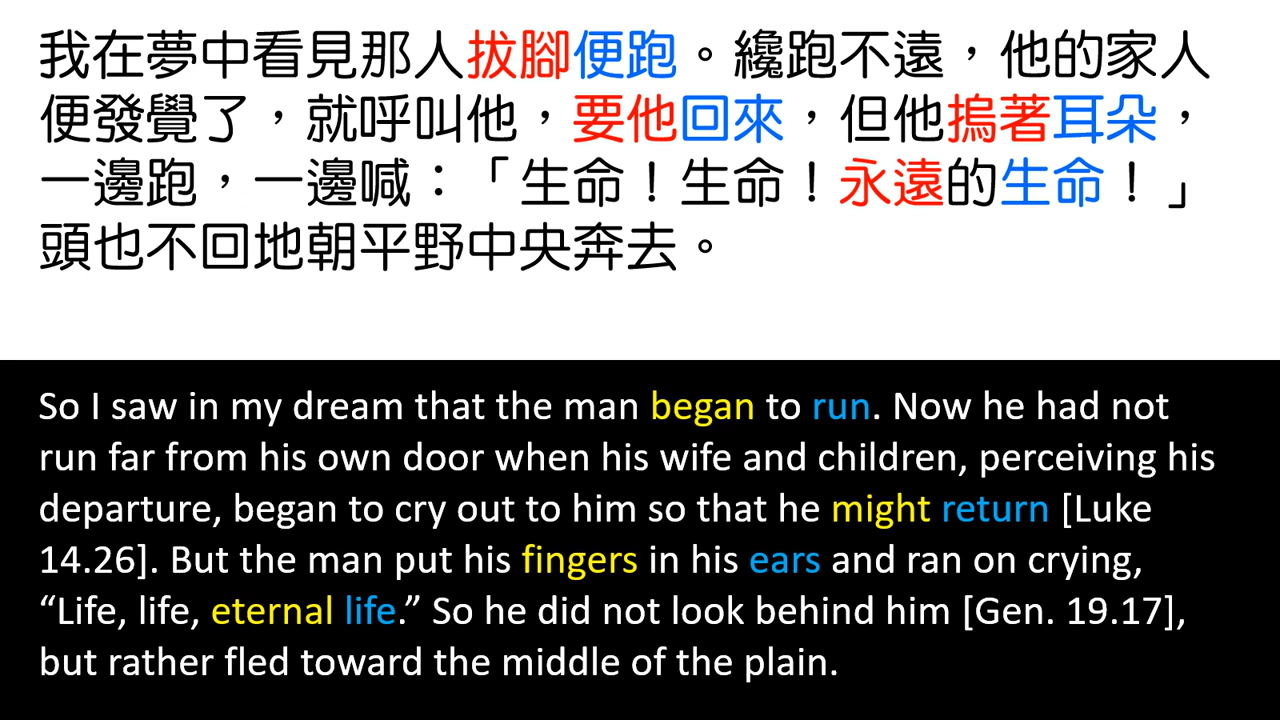 我在夢中看見那人拔腳便跑。纔跑不遠，他的家人
便發覺了，就呼叫他，要他回來，但他摀著耳朵，
一邊跑，一邊喊：「生命！生命！永遠的生命！」
頭也不回地朝平野中央奔去。
So I saw in my dream that the man began to run. Now he had not
run far from his own door when his wife and children, perceiving his
departure, began to cry out to him so that he might return [Luke
14.26]. But the man put his fingers in his ears and ran on crying,
“Life, life, eternal life.” So he did not look behind him [Gen. 19.17],
but rather fled toward the middle of the plain.